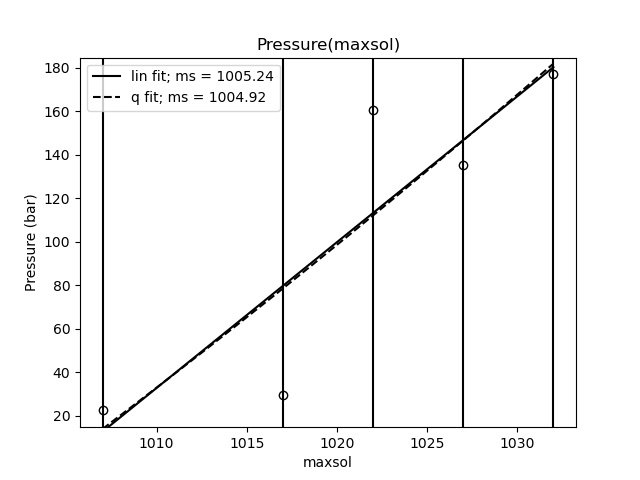 Pressure(maxsol)
lin fit; ms = 1005.24
q fit; ms = 1004.92
Pressure (bar)
180
160
140
120
100
80
60
40
20
1010
1015
1020
1025
1030
maxsol